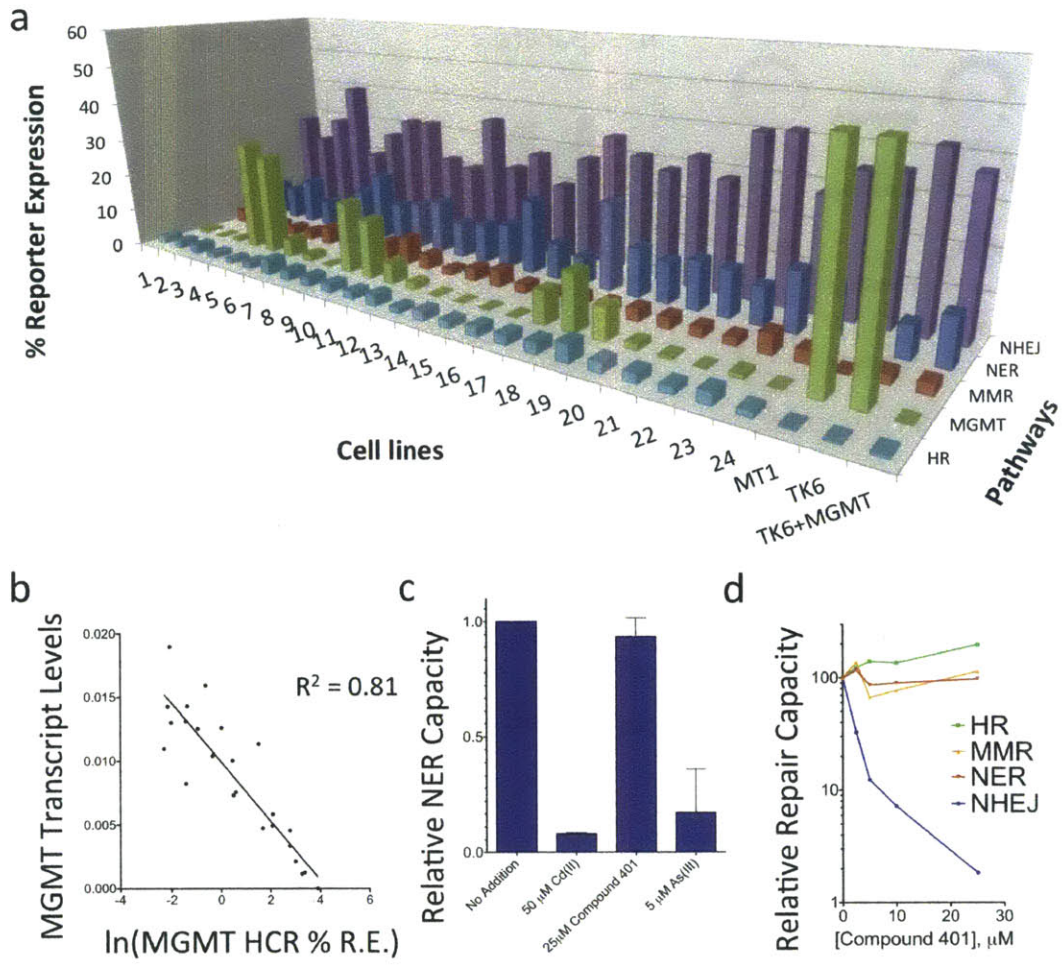 a
% Reporter Expression
60
50
40
30
20
10
0
1
2
3
4
5
6
7
8
9
10
11
12
13
14
15
16
17
18
19
20
21
22
23
24
MT1
TK6
TK6+MGMT
Cell lines
NHEJ
NER
MMR
MGMT
HR
Pathways
b
MGMT Transcript Levels
0.020
0.015
0.010
0.005
0.000
R² = 0.81
-4
-2
0
2
4
6
ln(MGMT HCR % R.E.)
c
Relative NER Capacity
1.0
0.5
0.0
No Addition
50 µM Cd(II)
25µM Compound 401
5 µM As(III)
d
Relative Repair Capacity
100
10
1
HR
MMR
NER
NHEJ
0
10
20
30
[Compound 401], µM